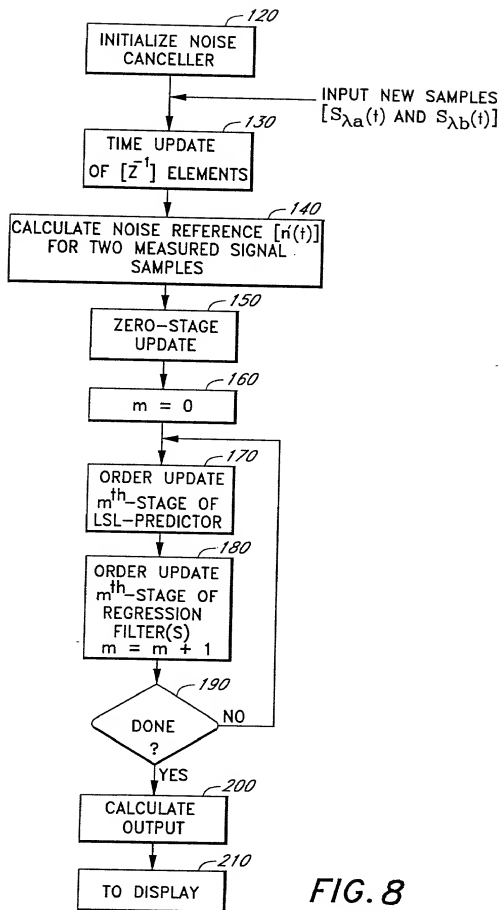 120
INITIALIZE NOISE
CANCELLER
INPUT NEW SAMPLES
[Sλa(t) AND Sλb(t)]
130
TIME UPDATE
OF [Z⁻¹] ELEMENTS
140
CALCULATE NOISE REFERENCE [n'(t)]
FOR TWO MEASURED SIGNAL
SAMPLES
150
ZERO-STAGE
UPDATE
160
m = 0
170
ORDER UPDATE
mth-STAGE OF
LSL-PREDICTOR
180
ORDER UPDATE
mth-STAGE OF
REGRESSION
FILTER(S)
m = m + 1
190
DONE
?
NO
YES
200
CALCULATE
OUTPUT
210
TO DISPLAY
FIG. 8